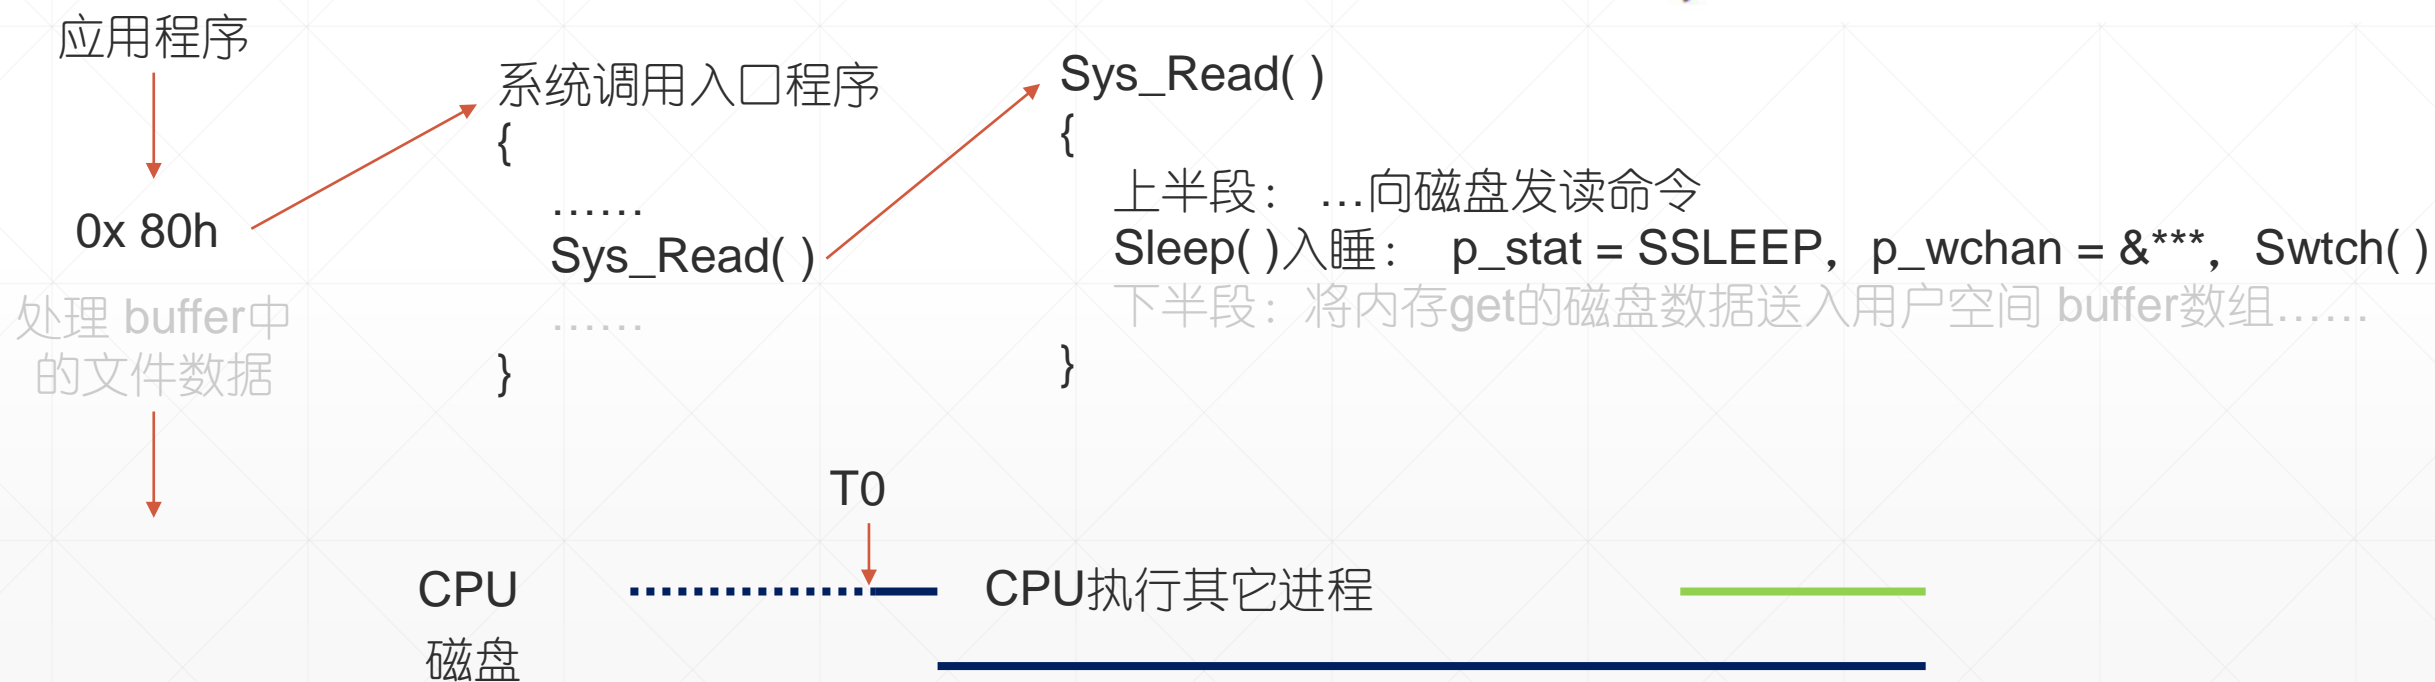 应用程序
0x 80h
处理 buffer中
的文件数据
系统调用入口程序
{
……
Sys_Read( )
……
}
Sys_Read( )
{
上半段： …向磁盘发读命令
Sleep( )入睡： p_stat = SSLEEP，p_wchan = &***，Swtch( )
下半段：将内存get的磁盘数据送入用户空间 buffer数组……
}
T0
CPU
CPU执行其它进程
磁盘